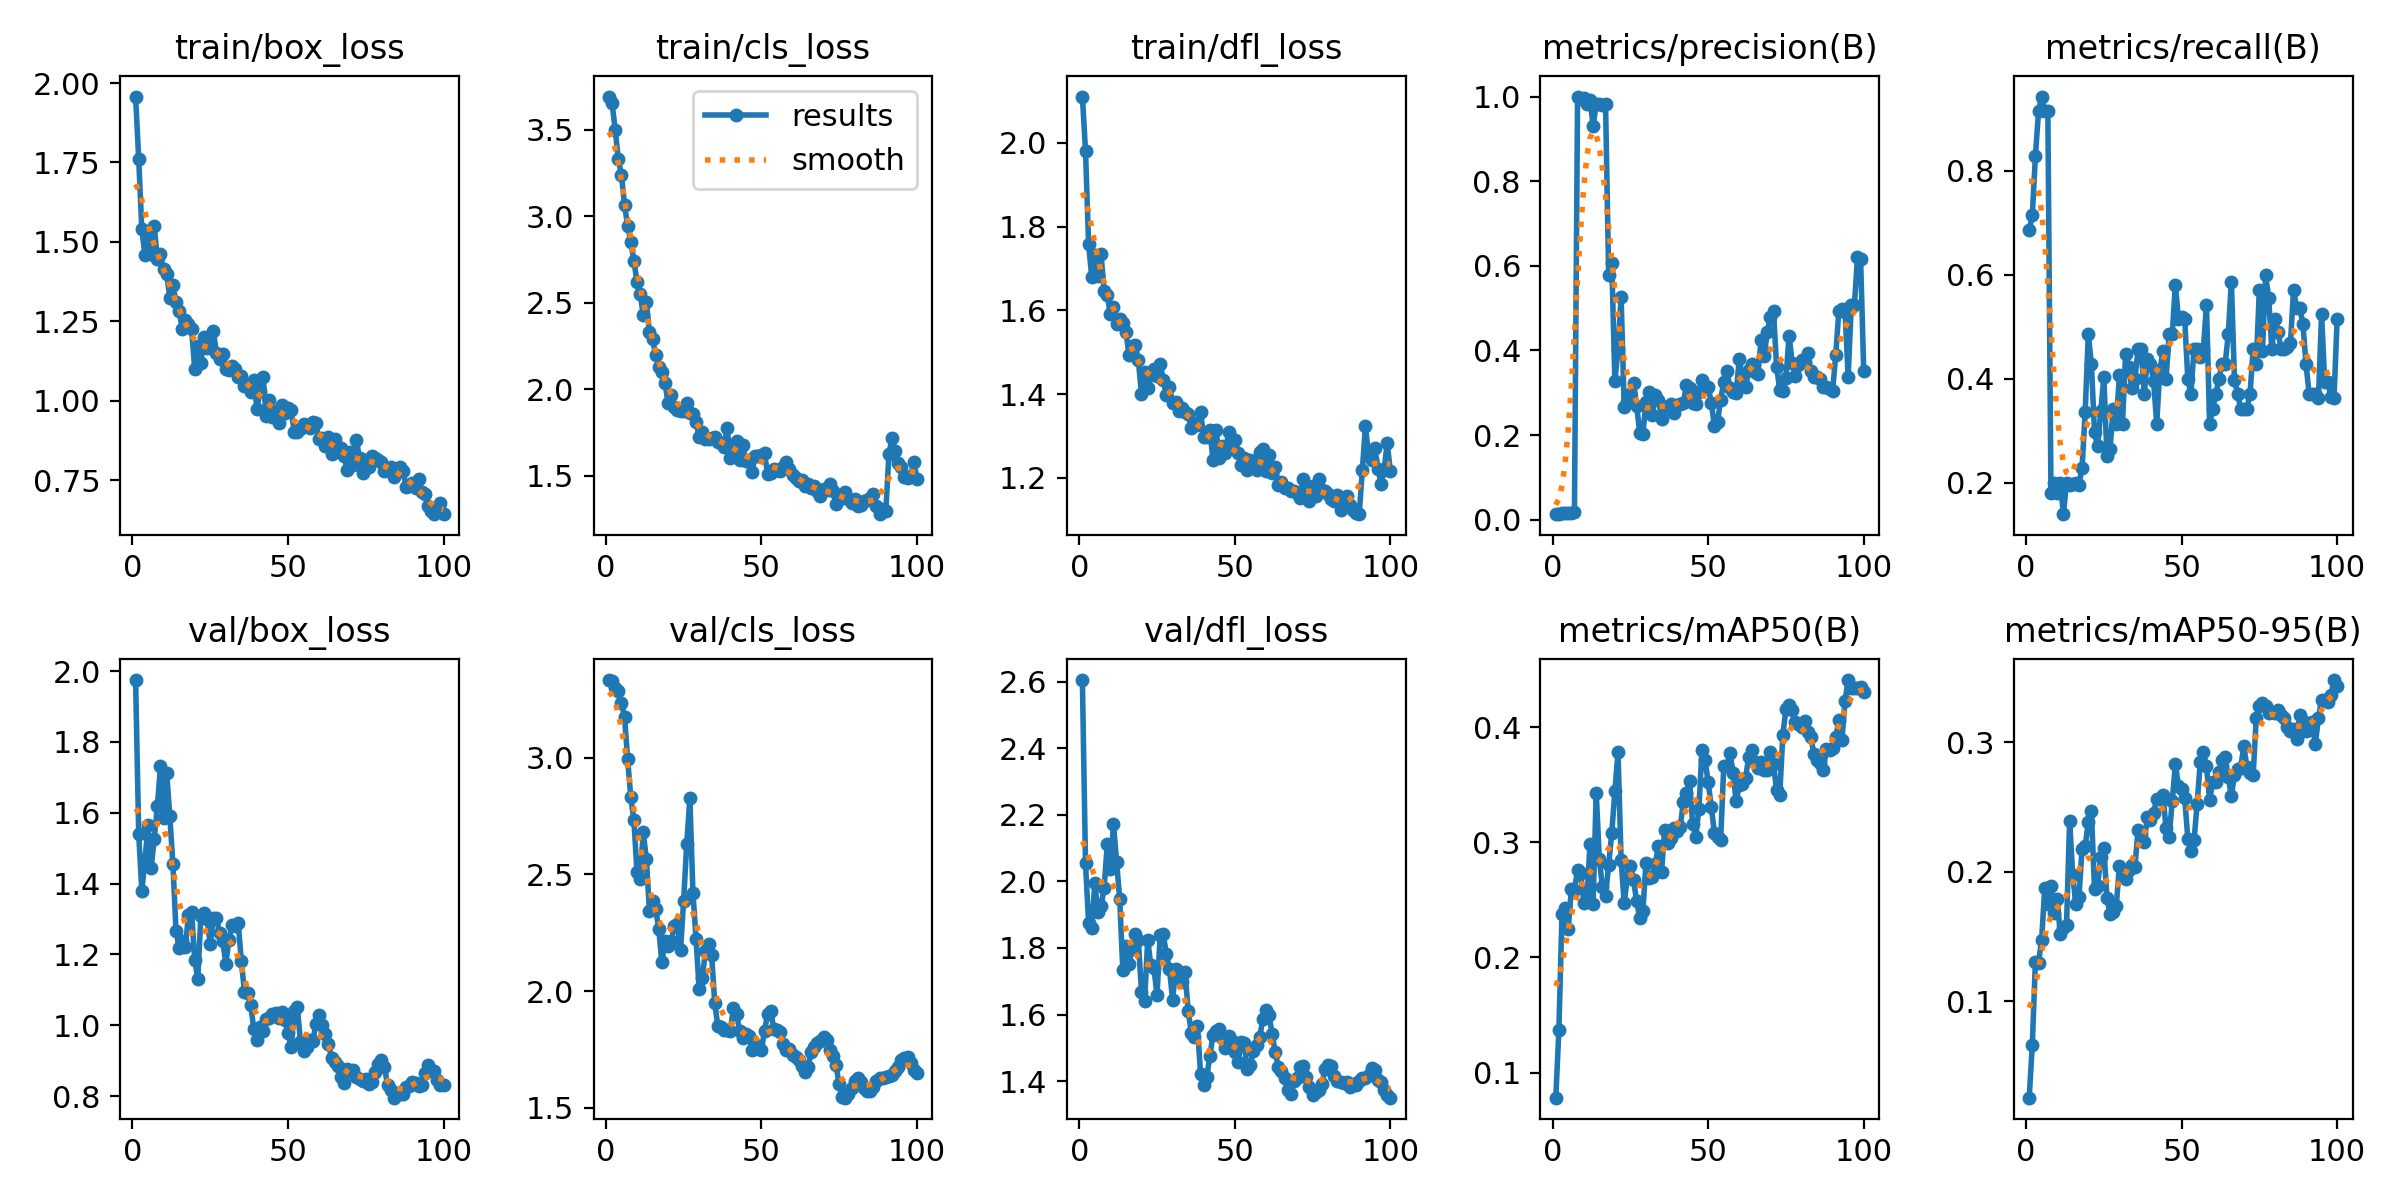 train/box_loss
train/cls_loss
train/dfl_loss
metrics/precision(B)
metrics/recall(B)
2.00
1.75
1.50
1.25
1.00
0.75
0 50 100
3.5
3.0
2.5
2.0
1.5
results
smooth
0 50 100
2.0
1.8
1.6
1.4
1.2
0 50 100
1.0
0.8
0.6
0.4
0.2
0.0
0 50 100
0.8
0.6
0.4
0.2
0 50 100
val/box_loss
val/cls_loss
val/dfl_loss
metrics/mAP50(B)
metrics/mAP50-95(B)
2.0
1.8
1.6
1.4
1.2
1.0
0.8
0 50 100
3.0
2.5
2.0
1.5
0 50 100
2.6
2.4
2.2
2.0
1.8
1.6
1.4
0 50 100
0.4
0.3
0.2
0.1
0 50 100
0.3
0.2
0.1
0 50 100